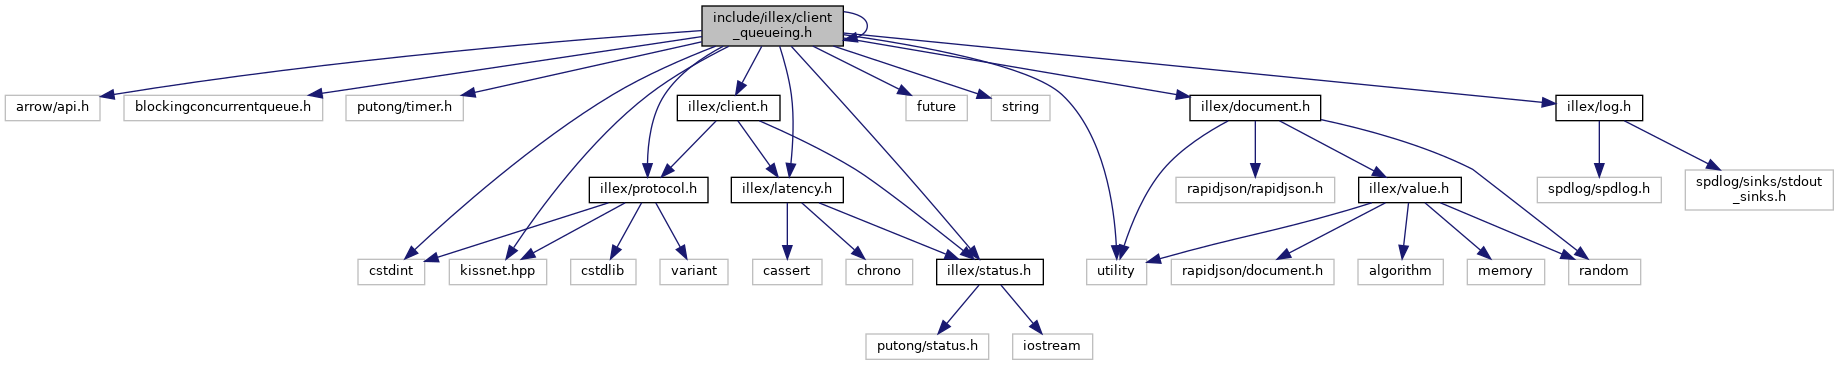 include/illex/client
_queueing.h
arrow/api.h
blockingconcurrentqueue.h
putong/timer.h
illex/client.h
future
string
illex/document.h
illex/log.h
illex/protocol.h
illex/latency.h
rapidjson/rapidjson.h
illex/value.h
spdlog/spdlog.h
spdlog/sinks/stdout
_sinks.h
cstdint
kissnet.hpp
cstdlib
variant
cassert
chrono
illex/status.h
utility
rapidjson/document.h
algorithm
memory
random
putong/status.h
iostream